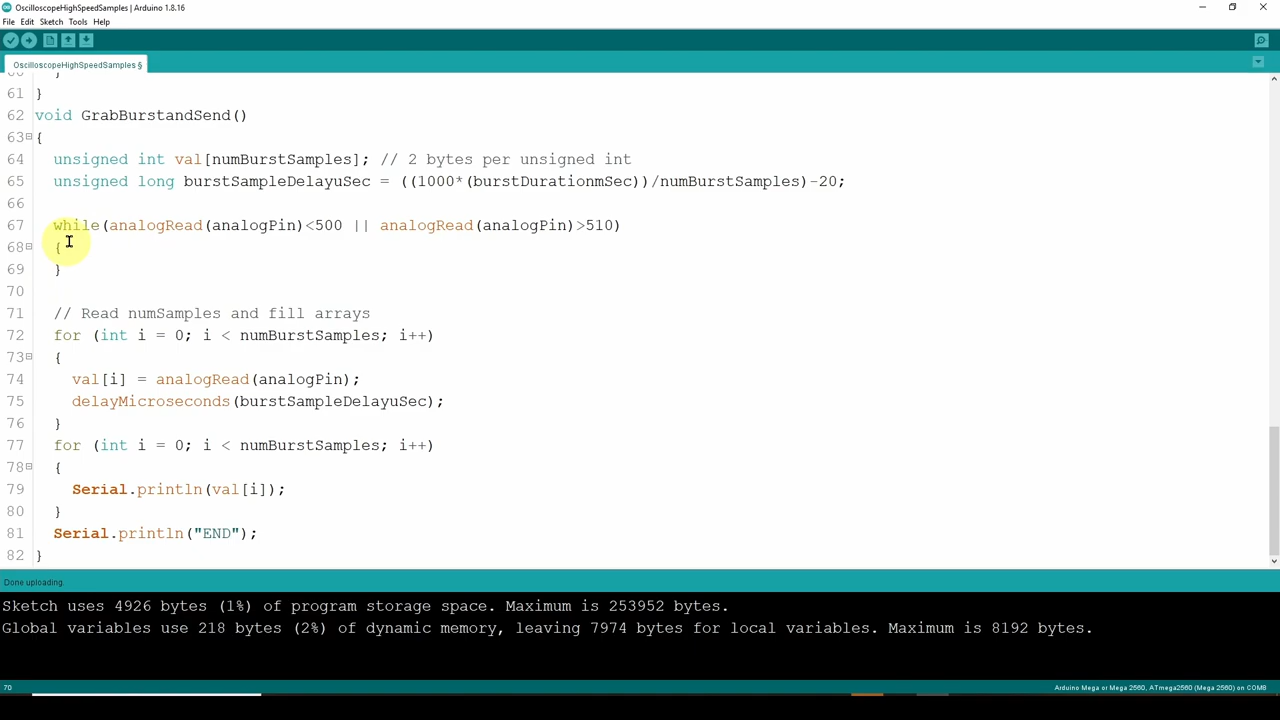 OscilloscopeHighSpeedSamples | Arduino 1.8.16
File Edit Sketch Tools Help
OscilloscopeHighSpeedSamples §
60 }
61 }
62 void GrabBurstandSend()
63 {
64 unsigned int val[numBurstSamples]; // 2 bytes per unsigned int
65 unsigned long burstSampleDelayuSec = ((1000*(burstDurationmSec))/numBurstSamples)-20;
66
67 while(analogRead(analogPin)<500 || analogRead(analogPin)>510)
68 {
69 }
70
71 // Read numSamples and fill arrays
72 for (int i = 0; i < numBurstSamples; i++)
73 {
74 val[i] = analogRead(analogPin);
75 delayMicroseconds(burstSampleDelayuSec);
76 }
77 for (int i = 0; i < numBurstSamples; i++)
78 {
79 Serial.println(val[i]);
80 }
81 Serial.println("END");
82 }
Done uploading.
Sketch uses 4926 bytes (1%) of program storage space. Maximum is 253952 bytes.
Global variables use 218 bytes (2%) of dynamic memory, leaving 7974 bytes for local variables. Maximum is 8192 bytes.
70 Arduino Mega or Mega 2560, ATmega2560 (Mega 2560) on COM8